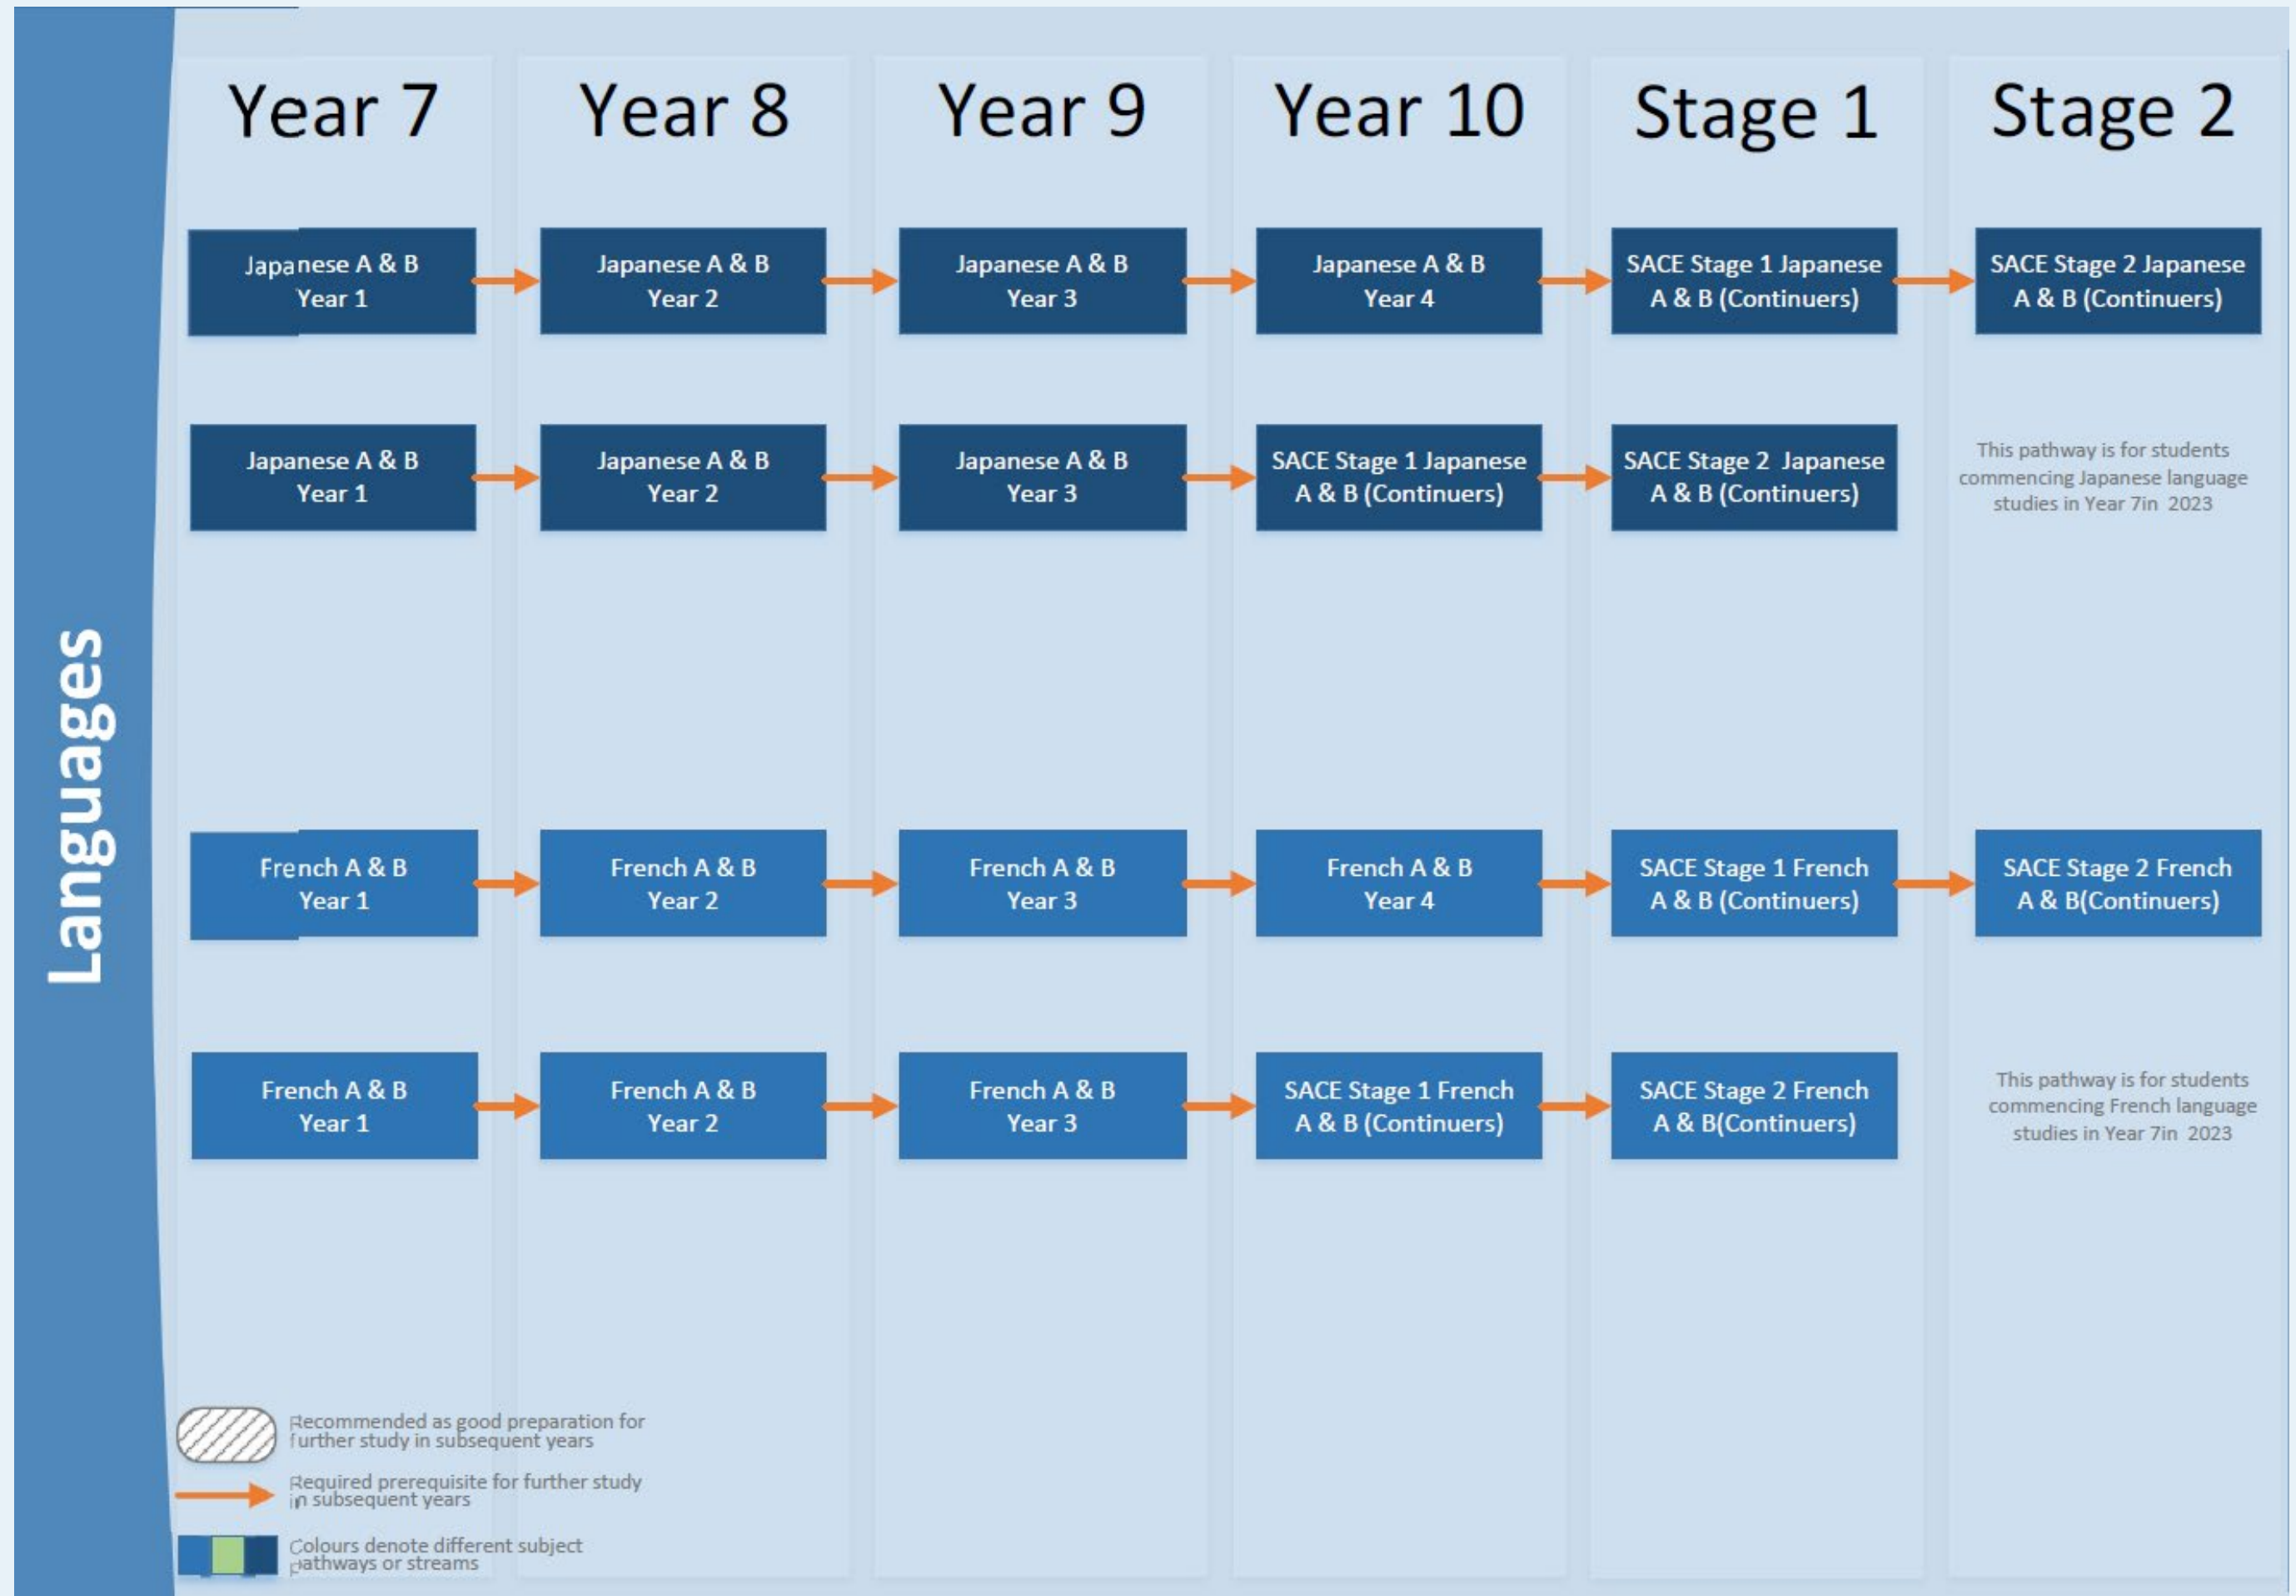 Languages
Year 7
Year 8
Year 9
Year 10
Stage 1
Stage 2
Japanese A & B
Year 1
Japanese A & B
Year 2
Japanese A & B
Year 3
Japanese A & B
Year 4
SACE Stage 1 Japanese
A & B (Continuers)
SACE Stage 2 Japanese
A & B (Continuers)
Japanese A & B
Year 1
Japanese A & B
Year 2
Japanese A & B
Year 3
SACE Stage 1 Japanese
A & B (Continuers)
SACE Stage 2 Japanese
A & B (Continuers)
This pathway is for students
commencing Japanese language
studies in Year 7in 2023
French A & B
Year 1
French A & B
Year 2
French A & B
Year 3
French A & B
Year 4
SACE Stage 1 French
A & B (Continuers)
SACE Stage 2 French
A & B(Continuers)
French A & B
Year 1
French A & B
Year 2
French A & B
Year 3
SACE Stage 1 French
A & B (Continuers)
SACE Stage 2 French
A & B(Continuers)
This pathway is for students
commencing French language
studies in Year 7in 2023
Recommended as good preparation for
further study in subsequent years
Required prerequisite for further study
in subsequent years
Colours denote different subject
pathways or streams